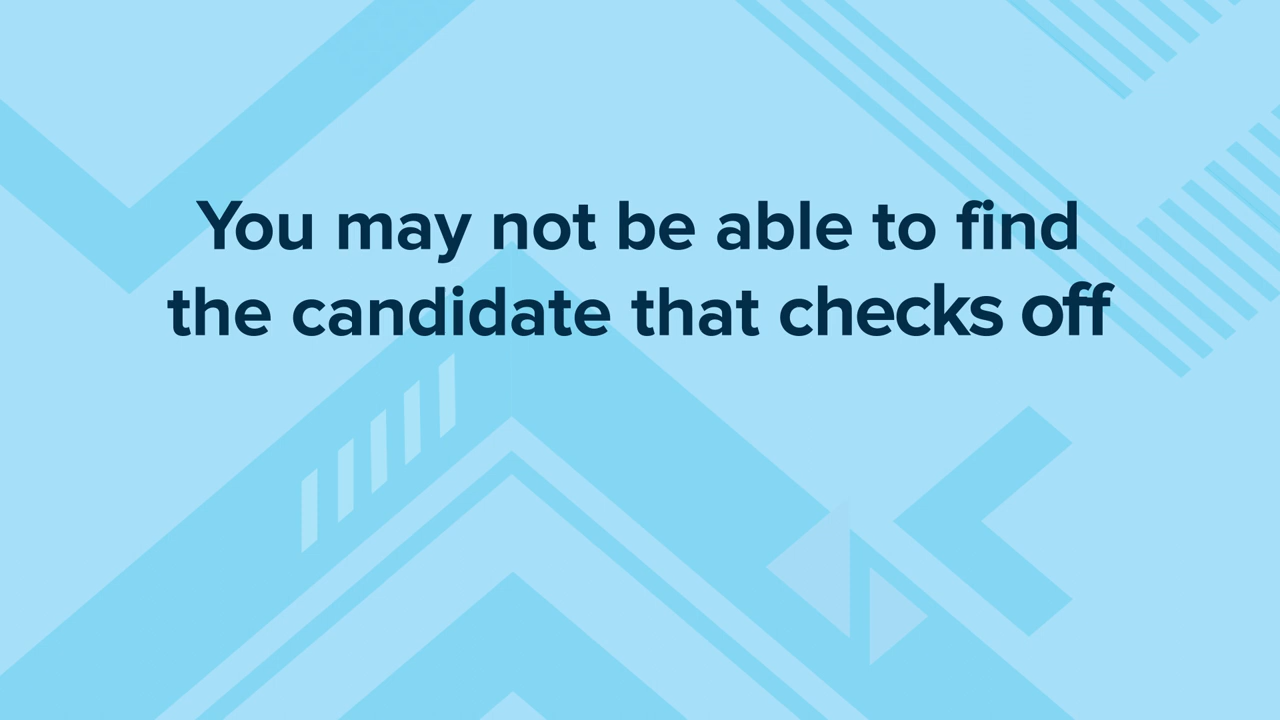 You may not be able to find
the candidate that checks off